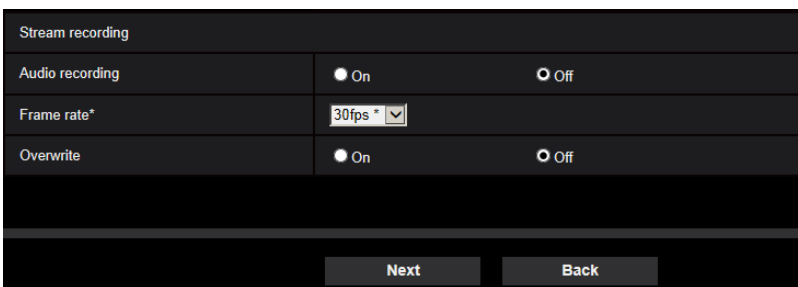 Stream recording
Audio recording On Off
Frame rate* 30fps *
Overwrite On Off
Next Back